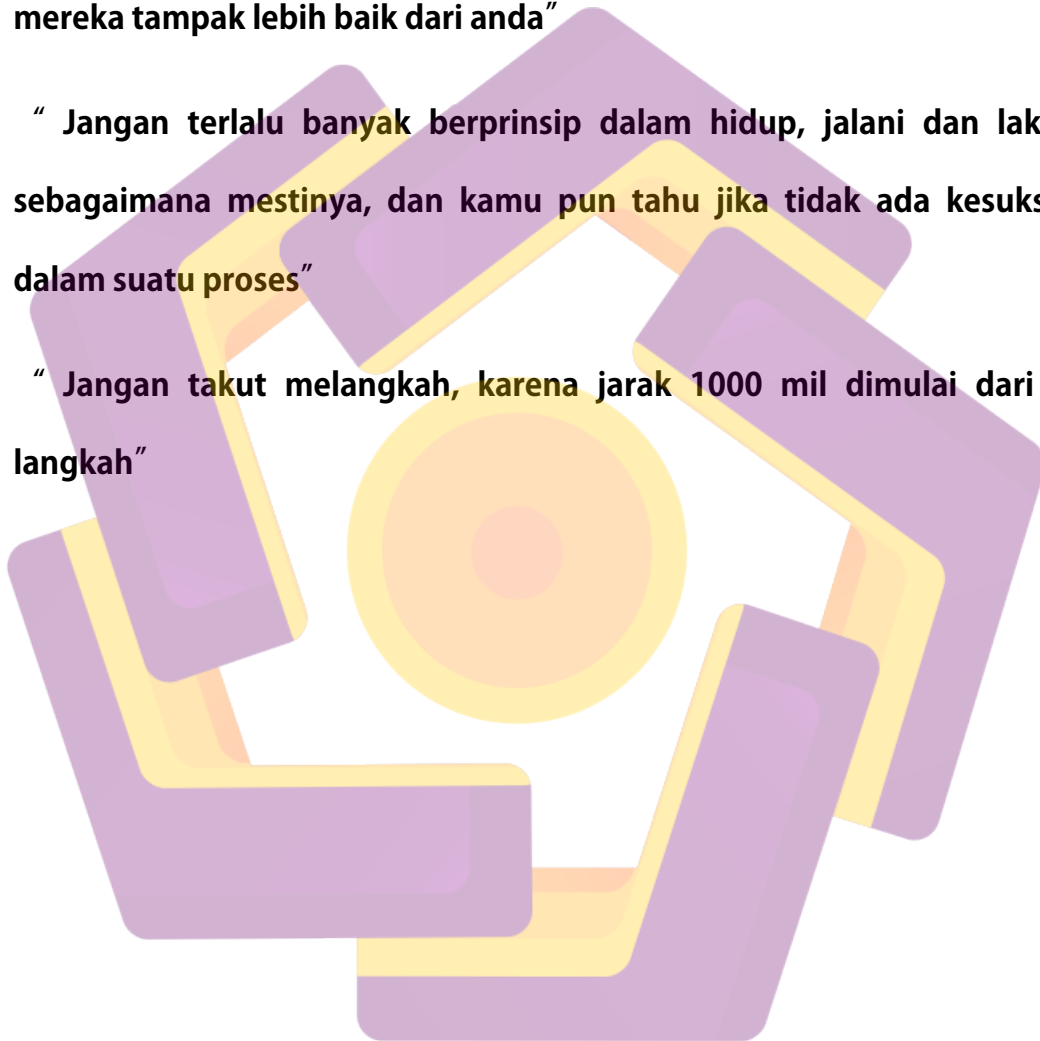 mereka tampak lebih baik dari anda”
“ Jangan terlalu banyak berprinsip dalam hidup, jalani dan lak
sebagaimana mestinya, dan kamu pun tahu jika tidak ada kesuks
dalam suatu proses”
“ Jangan takut melangkah, karena jarak 1000 mil dimulai dari
langkah”